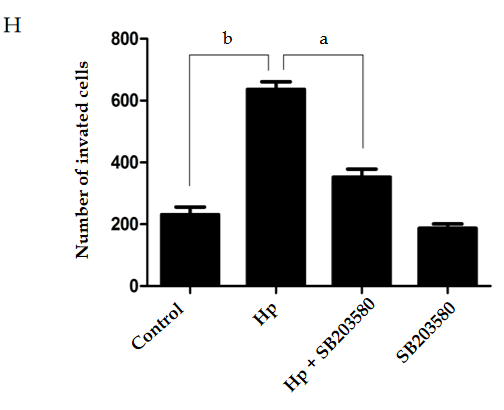 H
Number of invated cells
800
600
400
200
0
b
a
Control
Hp
Hp + SB203580
SB203580